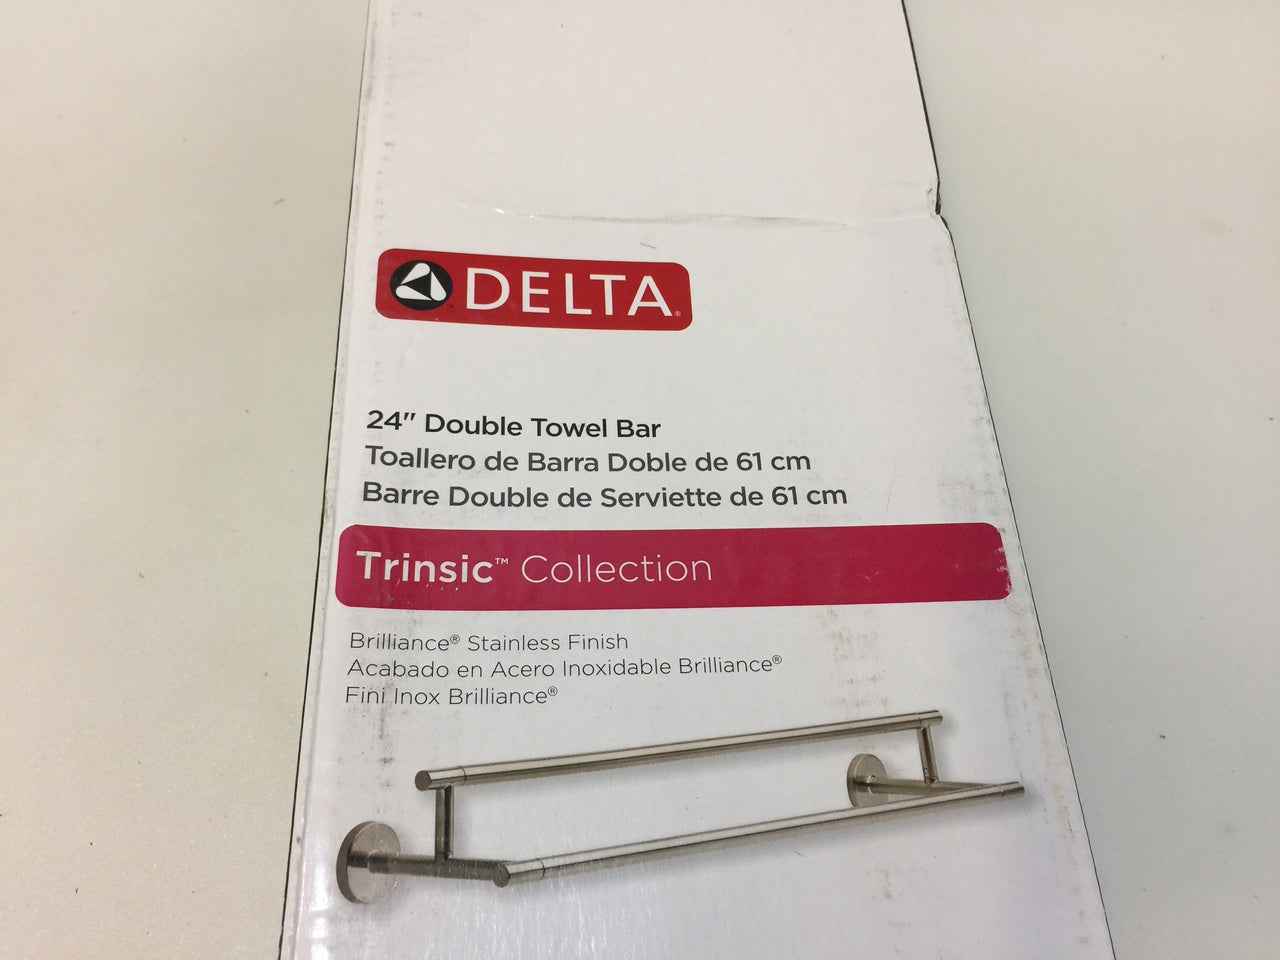 DELTA®
24" Double Towel Bar
Toallero de Barra Doble de 61 cm
Barre Double de Serviette de 61 cm
Trinsic™ Collection
Brilliance® Stainless Finish
Acabado en Acero Inoxidable Brilliance®
Fini Inox Brilliance®